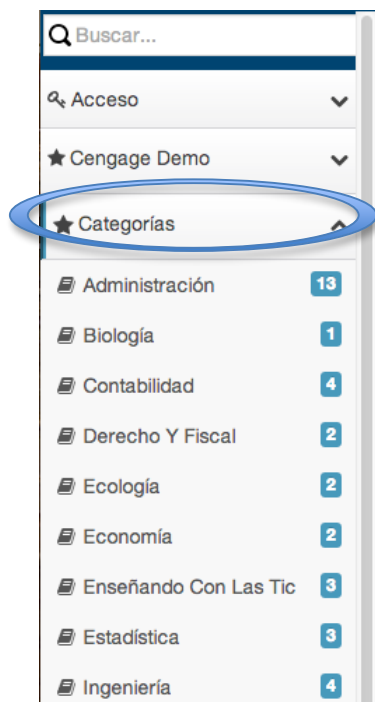 Buscar...
Acceso
Cengage Demo
Categorías
Administración 13
Biología 1
Contabilidad 4
Derecho Y Fiscal 2
Ecología 2
Economía 2
Enseñando Con Las Tic 3
Estadística 3
Ingeniería 4